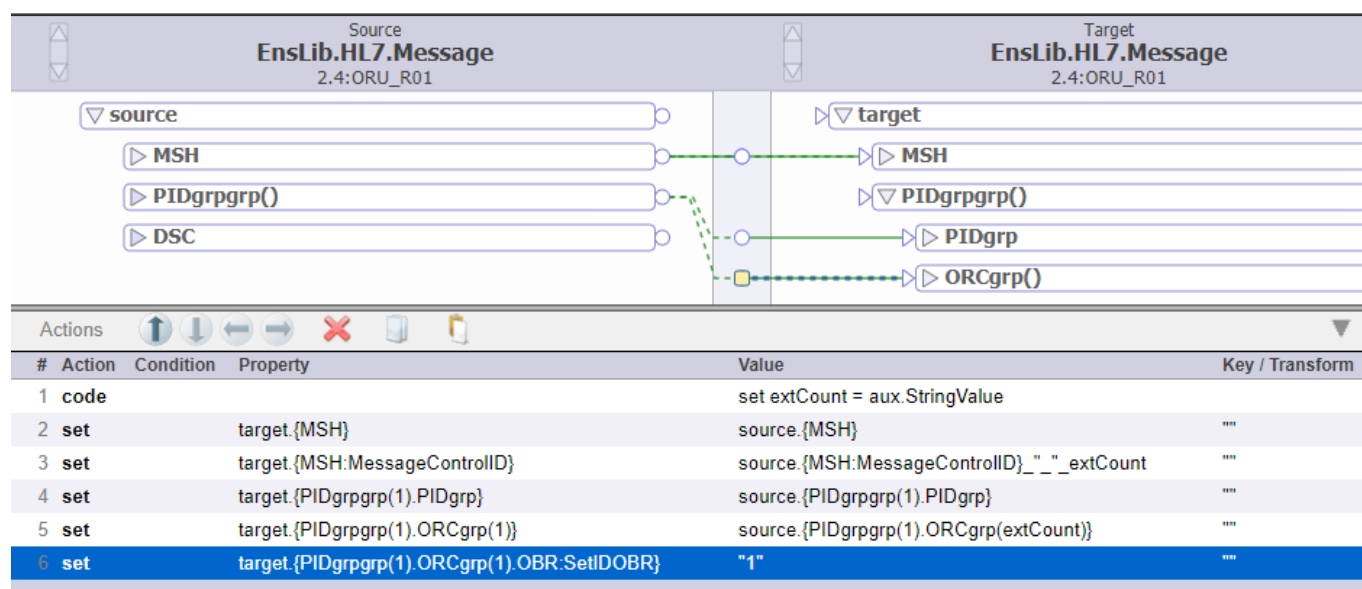 Source
EnsLib.HL7.Message
2.4:ORU_R01
Target
EnsLib.HL7.Message
2.4:ORU_R01
source
target
MSH
MSH
PIDgrpgrp()
PIDgrpgrp()
DSC
PIDgrp
ORCgrp()
Actions
# Action Condition Property Value Key / Transform
1 code set extCount = aux.StringValue
2 set target.{MSH} source.{MSH} ""
3 set target.{MSH:MessageControlID} source.{MSH:MessageControlID}_"_"_extCount ""
4 set target.{PIDgrpgrp(1).PIDgrp} source.{PIDgrpgrp(1).PIDgrp} ""
5 set target.{PIDgrpgrp(1).ORCgrp(1)} source.{PIDgrpgrp(1).ORCgrp(extCount)} ""
6 set target.{PIDgrpgrp(1).ORCgrp(1).OBR:SetIDOBR} "1" ""